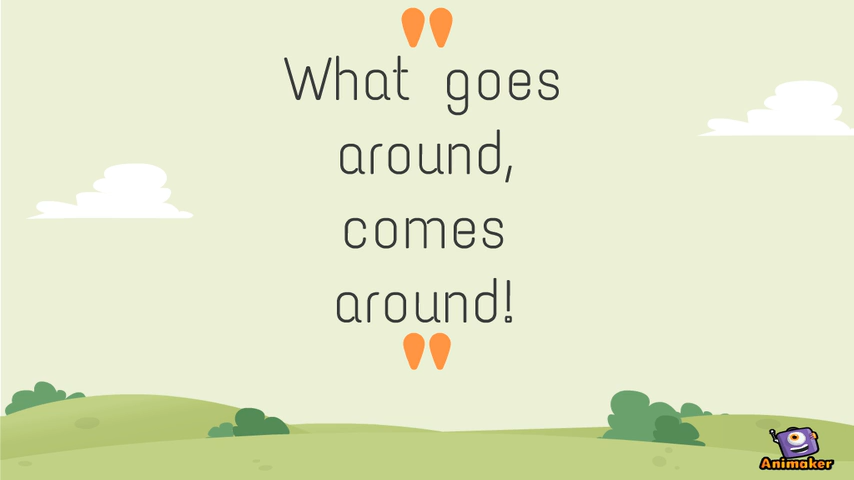 "
What goes
around,
comes
around!
"
Animaker